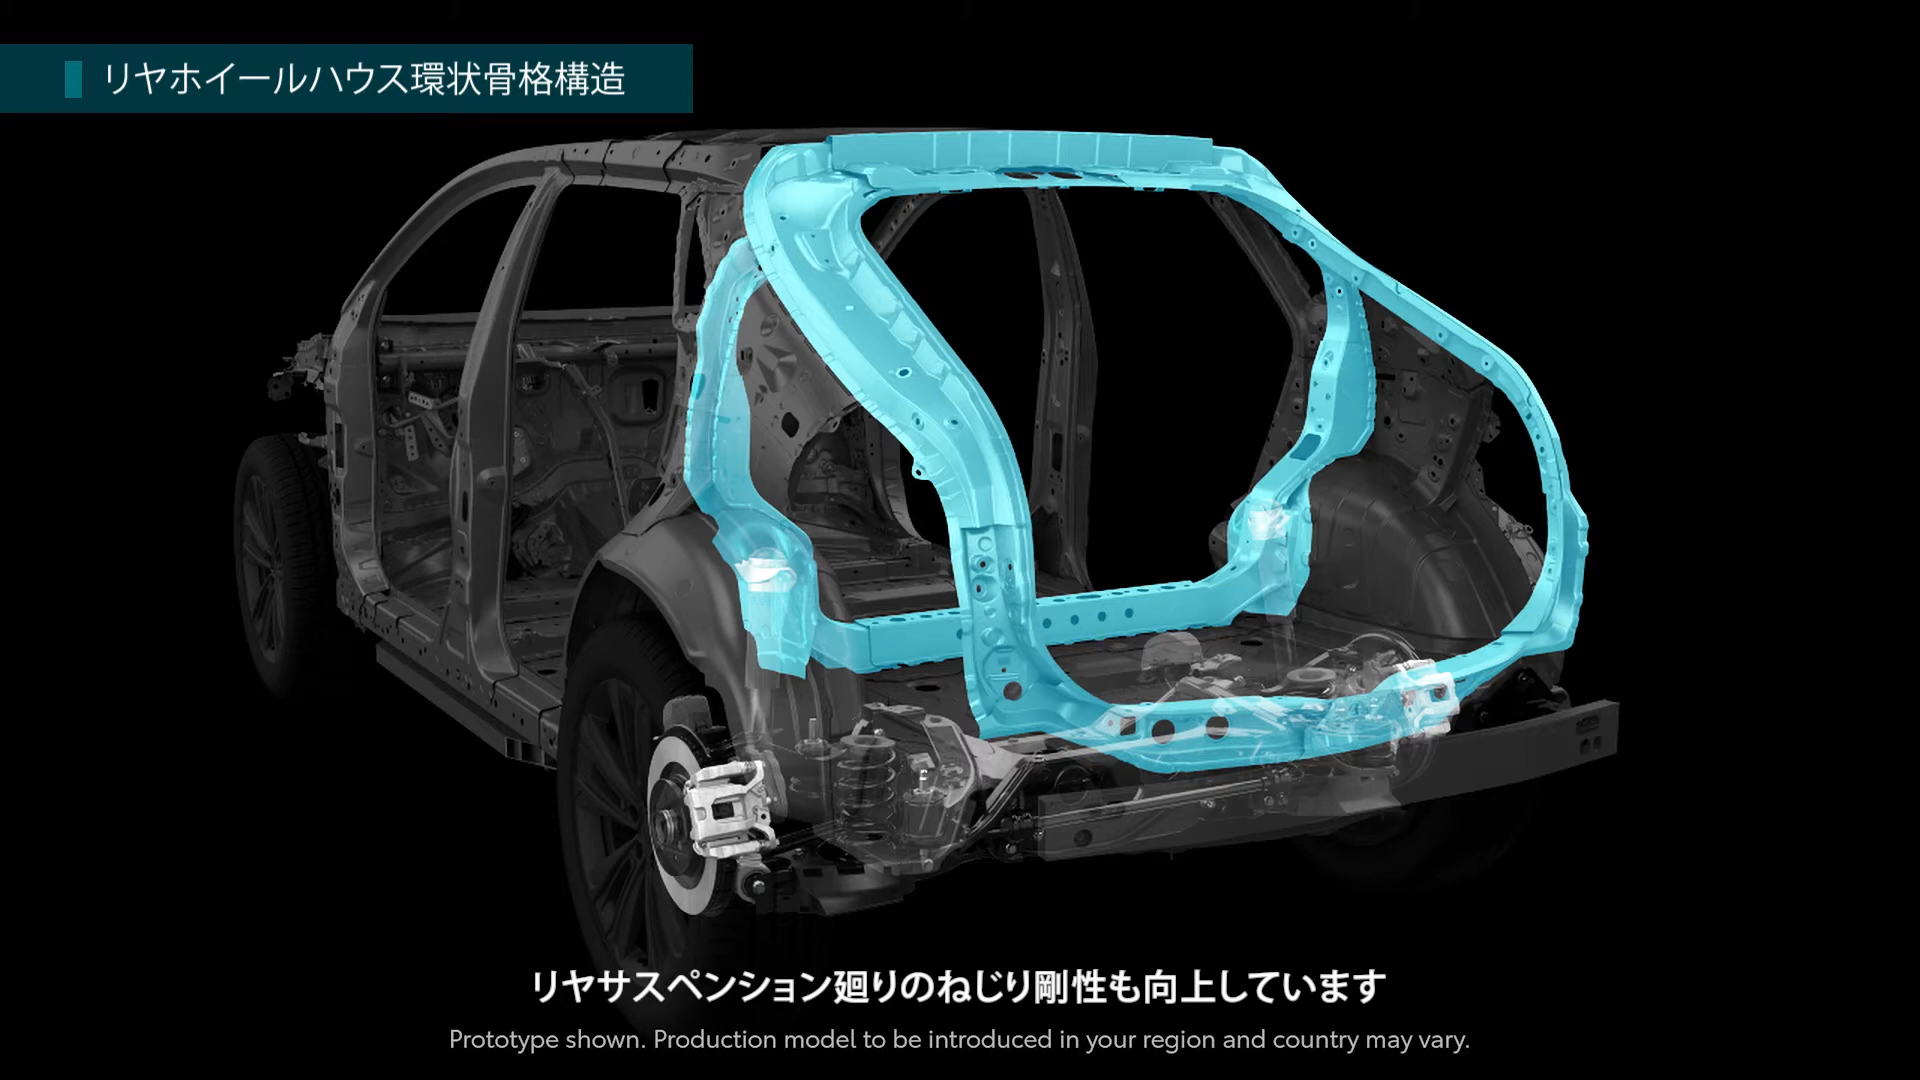 リヤホイールハウス環状骨格構造
リヤサスペンション廻りのねじり剛性も向上しています
Prototype shown. Production model to be introduced in your region and country may vary.